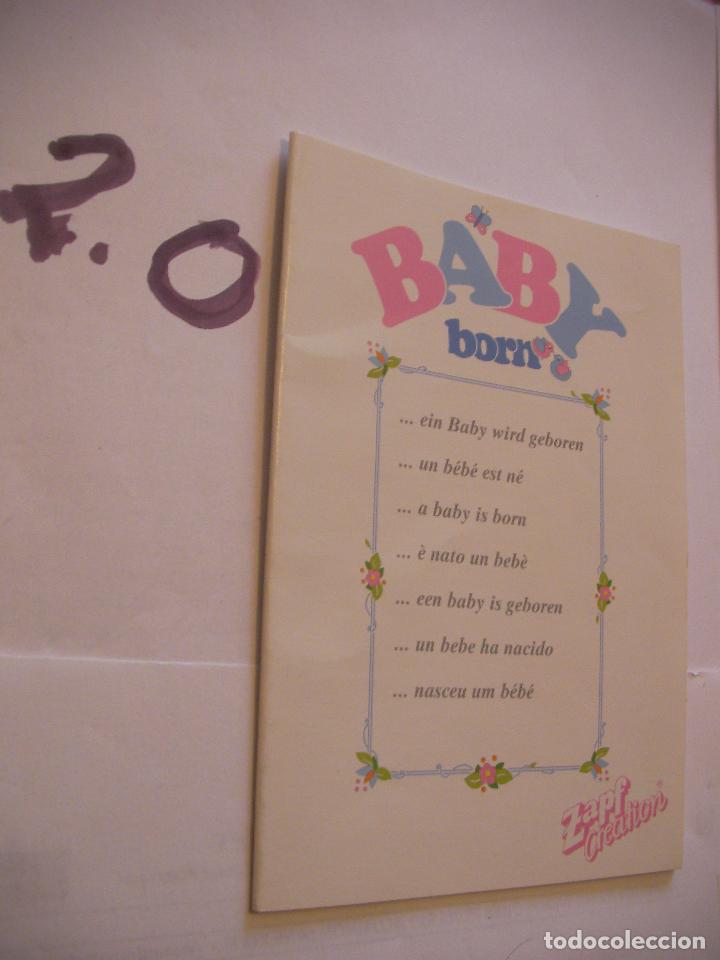 7.0
BABY
born
... ein Baby wird geboren
... un bébé est né
... a baby is born
... è nato un bebè
... een baby is geboren
... un bebe ha nacido
... nasceu um bébé
Zapf
Creation®
todocoleccion